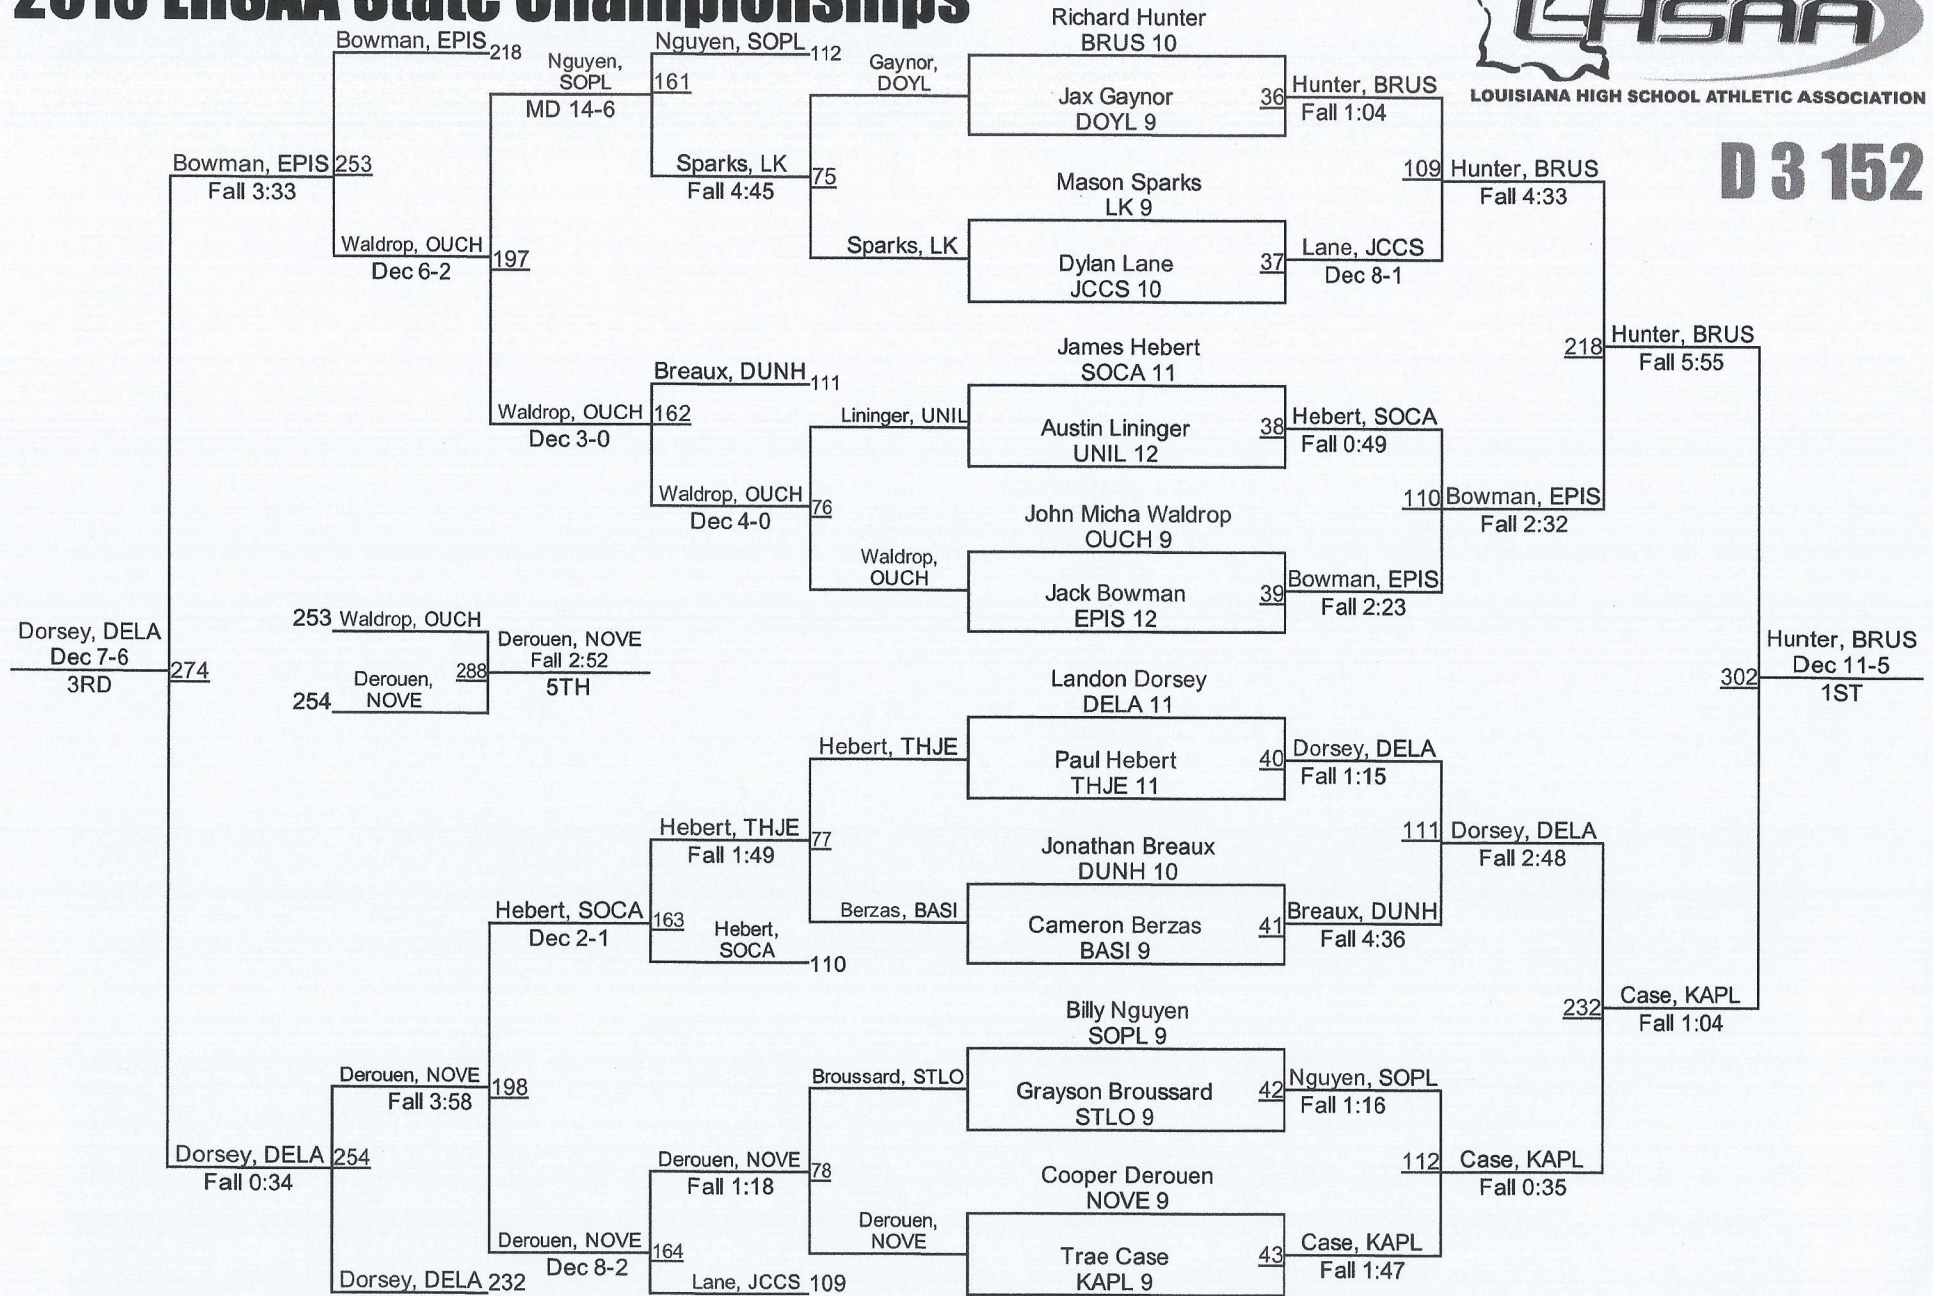 2018 LHSAA State Championships
LHSAA
LOUISIANA HIGH SCHOOL ATHLETIC ASSOCIATION
D 3 152
Richard Hunter
BRUS 10
Jax Gaynor
DOYL 9
36
Mason Sparks
LK 9
Dylan Lane
JCCS 10
37
James Hebert
SOCA 11
Austin Lininger
UNIL 12
38
John Micha Waldrop
OUCH 9
Jack Bowman
EPIS 12
39
Landon Dorsey
DELA 11
Paul Hebert
THJE 11
40
Jonathan Breaux
DUNH 10
Cameron Berzas
BASI 9
41
Billy Nguyen
SOPL 9
Grayson Broussard
STLO 9
42
Cooper Derouen
NOVE 9
Trae Case
KAPL 9
43
Hunter, BRUS
Fall 1:04
109
Lane, JCCS
Dec 8-1
Hebert, SOCA
Fall 0:49
110
Bowman, EPIS
Fall 2:23
Dorsey, DELA
Fall 1:15
111
Breaux, DUNH
Fall 4:36
Nguyen, SOPL
Fall 1:16
112
Case, KAPL
Fall 1:47
Hunter, BRUS
Fall 4:33
218
Bowman, EPIS
Fall 2:32
Dorsey, DELA
Fall 2:48
232
Case, KAPL
Fall 0:35
Hunter, BRUS
Fall 5:55
302
Case, KAPL
Fall 1:04
Hunter, BRUS
Dec 11-5
1ST
Gaynor,
DOYL
75
Sparks, LK
Lininger, UNIL
76
Waldrop,
OUCH
Hebert, THJE
77
Berzas, BASI
Broussard, STLO
78
Derouen,
NOVE
Nguyen, SOPL
112
161
Sparks, LK
Fall 4:45
Breaux, DUNH
111
162
Waldrop, OUCH
Dec 4-0
Hebert, THJE
Fall 1:49
163
Hebert,
SOCA
110
Derouen, NOVE
Fall 1:18
164
Lane, JCCS
109
Nguyen,
SOPL
MD 14-6
197
Waldrop, OUCH
Dec 3-0
Hebert, SOCA
Dec 2-1
198
Derouen, NOVE
Dec 8-2
Bowman, EPIS
218
253
Waldrop, OUCH
Dec 6-2
Derouen, NOVE
Fall 3:58
254
Dorsey, DELA
232
Bowman, EPIS
Fall 3:33
274
Dorsey, DELA
Fall 0:34
Dorsey, DELA
Dec 7-6
3RD
253
Waldrop, OUCH
288
254
Derouen,
NOVE
Derouen, NOVE
Fall 2:52
5TH